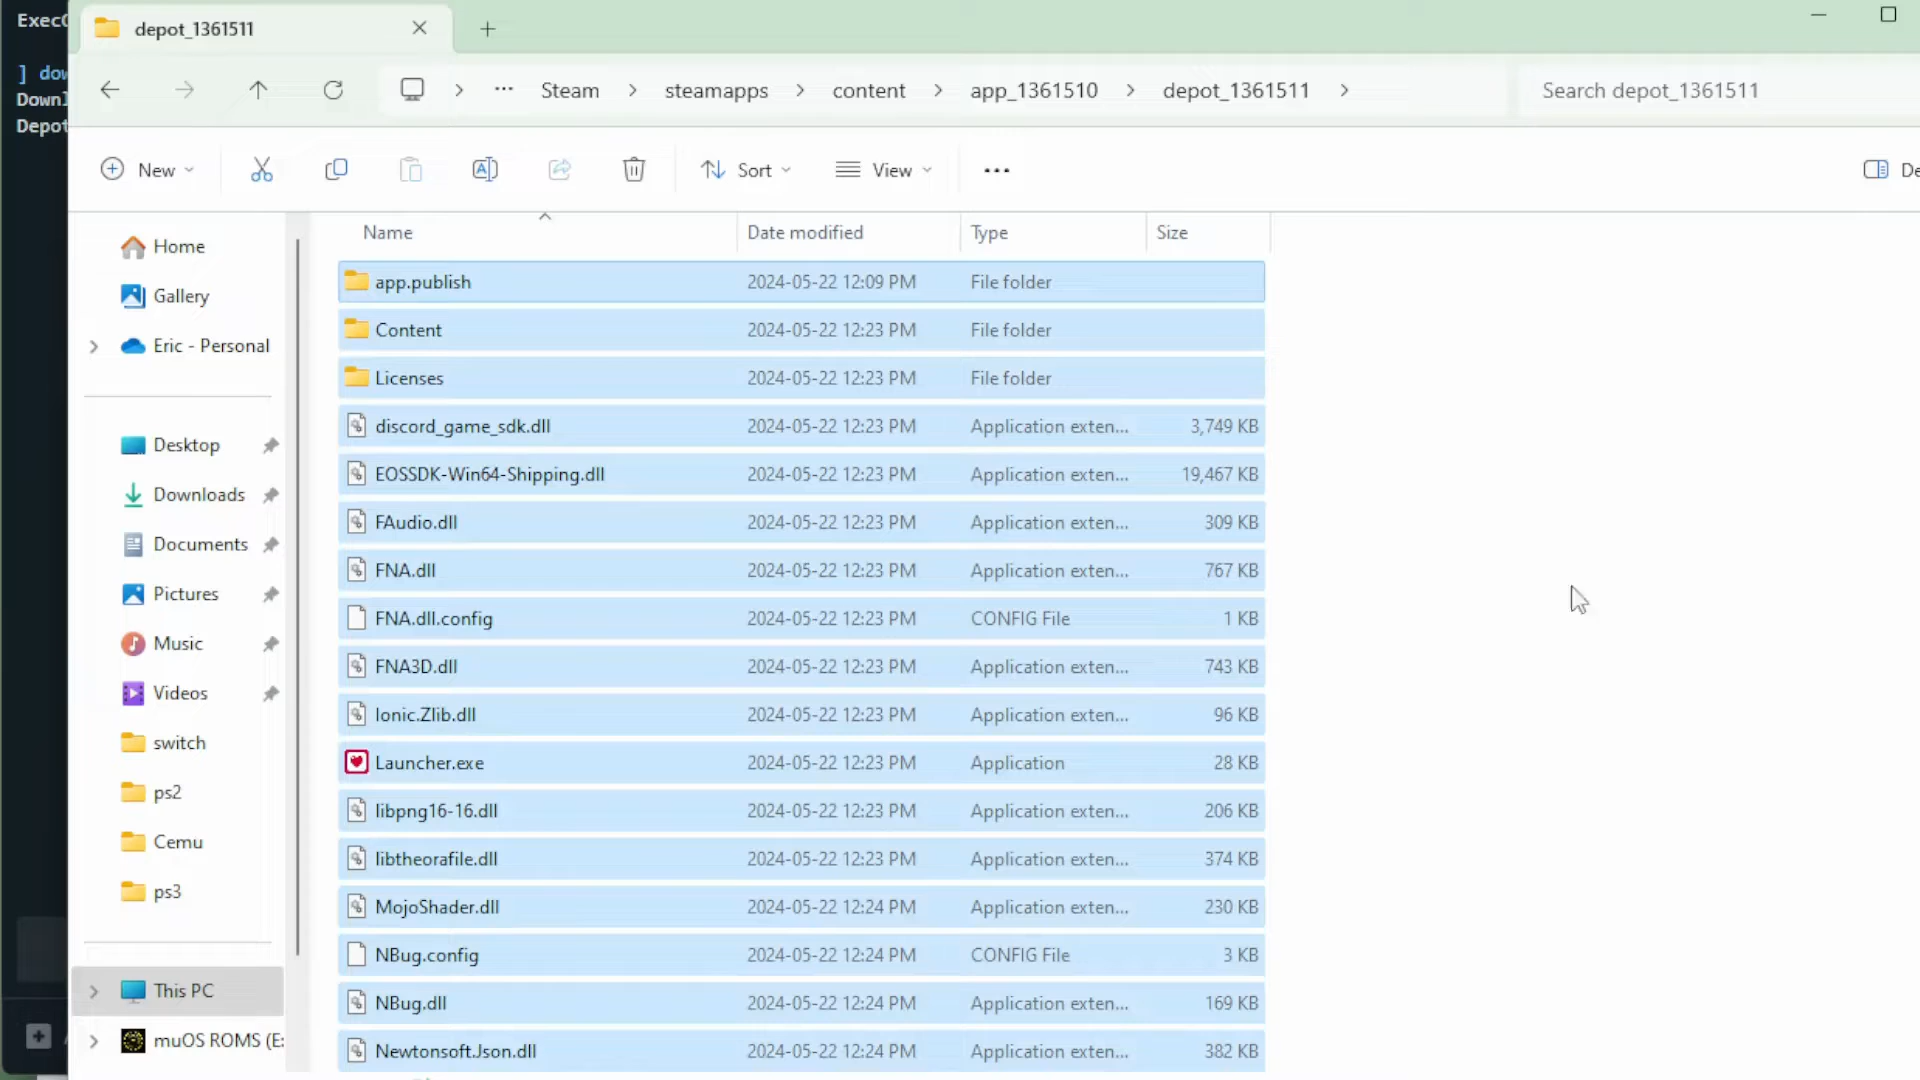 Exec
depot_1361511
] dow
Downl
Depot
... Steam > steamapps > content > app_1361510 > depot_1361511 >
Search depot_1361511
New
Sort
View
...
De
Name Date modified Type Size
Home
Gallery
Eric - Personal
Desktop
Downloads
Documents
Pictures
Music
Videos
switch
ps2
Cemu
ps3
This PC
muOS ROMS (E:
app.publish 2024-05-22 12:09 PM File folder
Content 2024-05-22 12:23 PM File folder
Licenses 2024-05-22 12:23 PM File folder
discord_game_sdk.dll 2024-05-22 12:23 PM Application exten... 3,749 KB
EOSSDK-Win64-Shipping.dll 2024-05-22 12:23 PM Application exten... 19,467 KB
FAudio.dll 2024-05-22 12:23 PM Application exten... 309 KB
FNA.dll 2024-05-22 12:23 PM Application exten... 767 KB
FNA.dll.config 2024-05-22 12:23 PM CONFIG File 1 KB
FNA3D.dll 2024-05-22 12:23 PM Application exten... 743 KB
Ionic.Zlib.dll 2024-05-22 12:23 PM Application exten... 96 KB
Launcher.exe 2024-05-22 12:23 PM Application 28 KB
libpng16-16.dll 2024-05-22 12:23 PM Application exten... 206 KB
libtheorafile.dll 2024-05-22 12:23 PM Application exten... 374 KB
MojoShader.dll 2024-05-22 12:24 PM Application exten... 230 KB
NBug.config 2024-05-22 12:24 PM CONFIG File 3 KB
NBug.dll 2024-05-22 12:24 PM Application exten... 169 KB
Newtonsoft.Json.dll 2024-05-22 12:24 PM Application exten... 382 KB